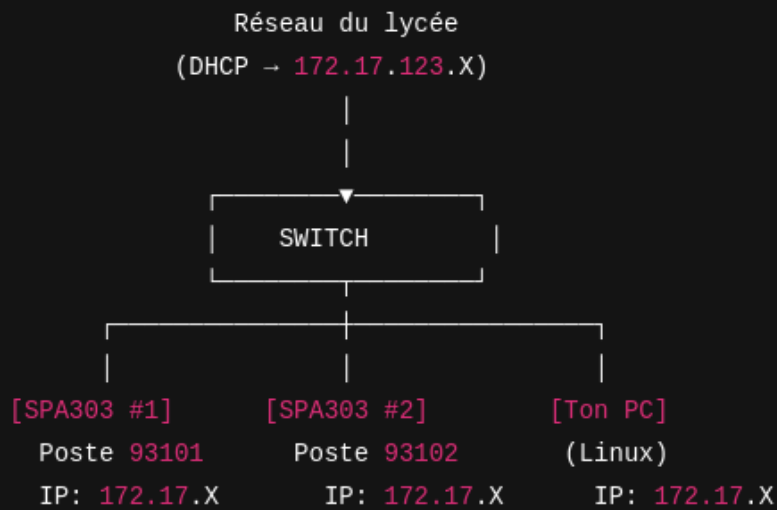 Réseau du lycée
(DHCP → 172.17.123.X)
SWITCH
[SPA303 #1] [SPA303 #2] [Ton PC]
Poste 93101 Poste 93102 (Linux)
IP: 172.17.X IP: 172.17.X IP: 172.17.X